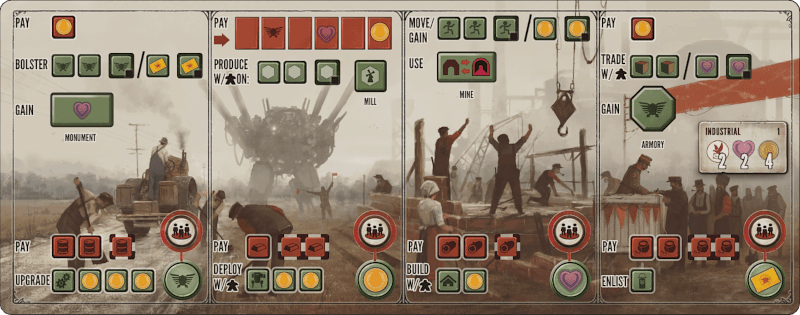 PAY
BOLSTER
/
GAIN
MONUMENT
PAY
UPGRADE
PAY
PRODUCE
W/ ON:
MILL
PAY
DEPLOY
W/
MOVE/
GAIN
/
USE
MINE
PAY
BUILD
W/
PAY
TRADE
W/
/
GAIN
ARMORY
INDUSTRIAL 1
2 2 4
PAY
ENLIST